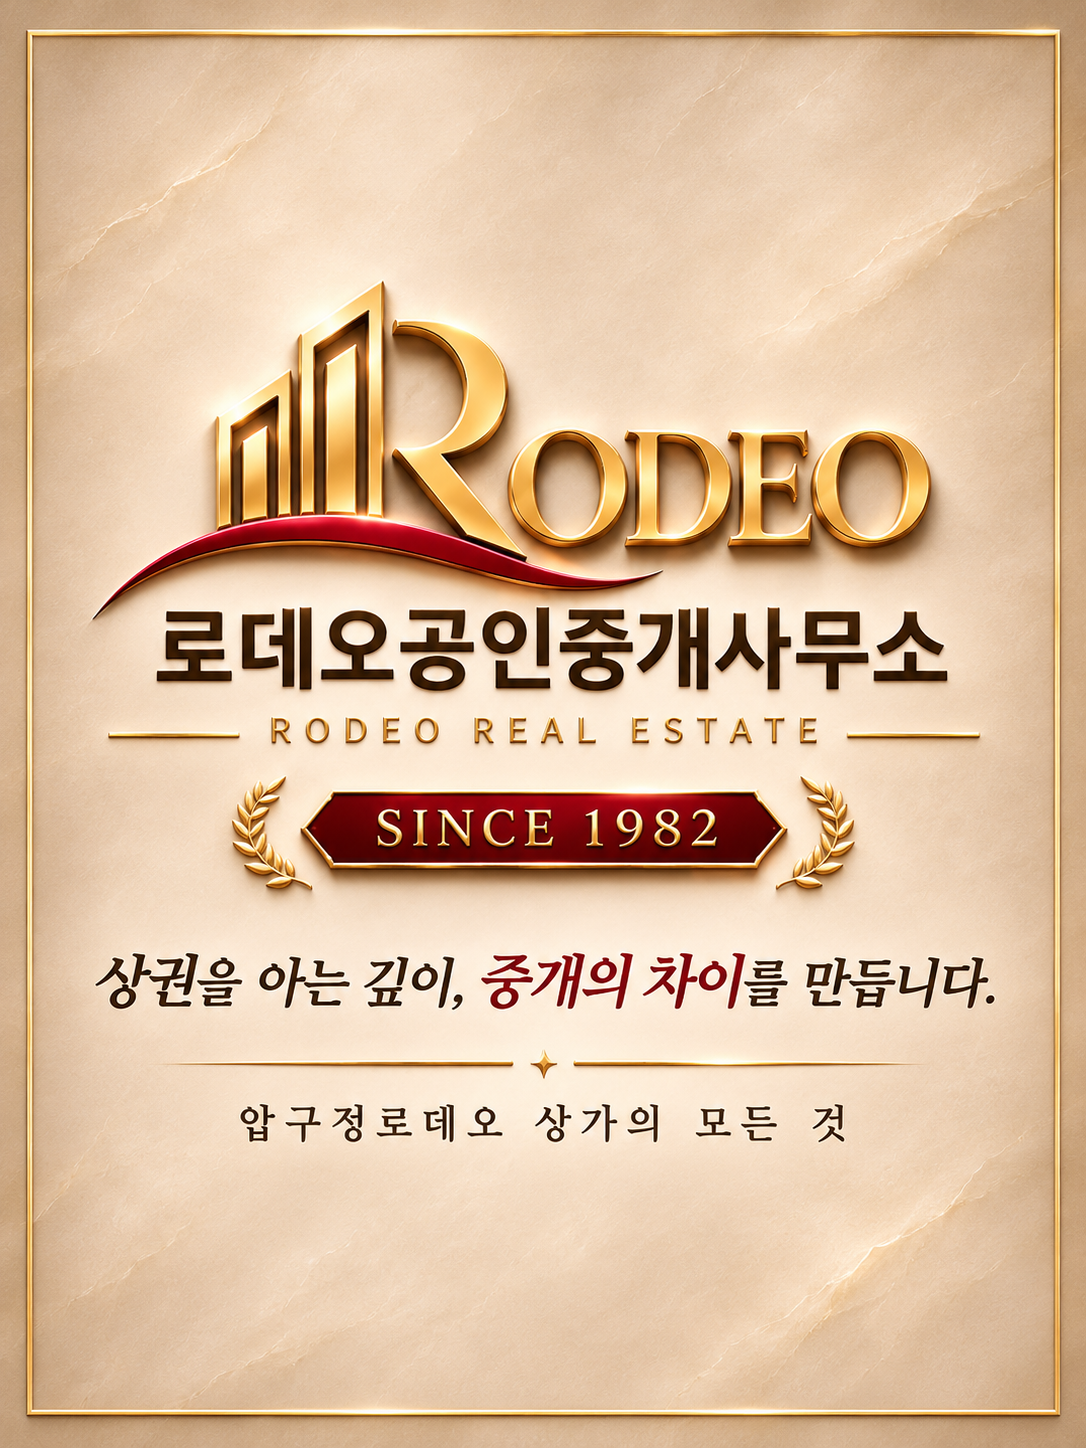 RODEO
로데오공인중개사무소
RODEO REAL ESTATE
SINCE 1982
상권을 아는 깊이, 중개의 차이를 만듭니다.
압구정로데오 상가의 모든 것